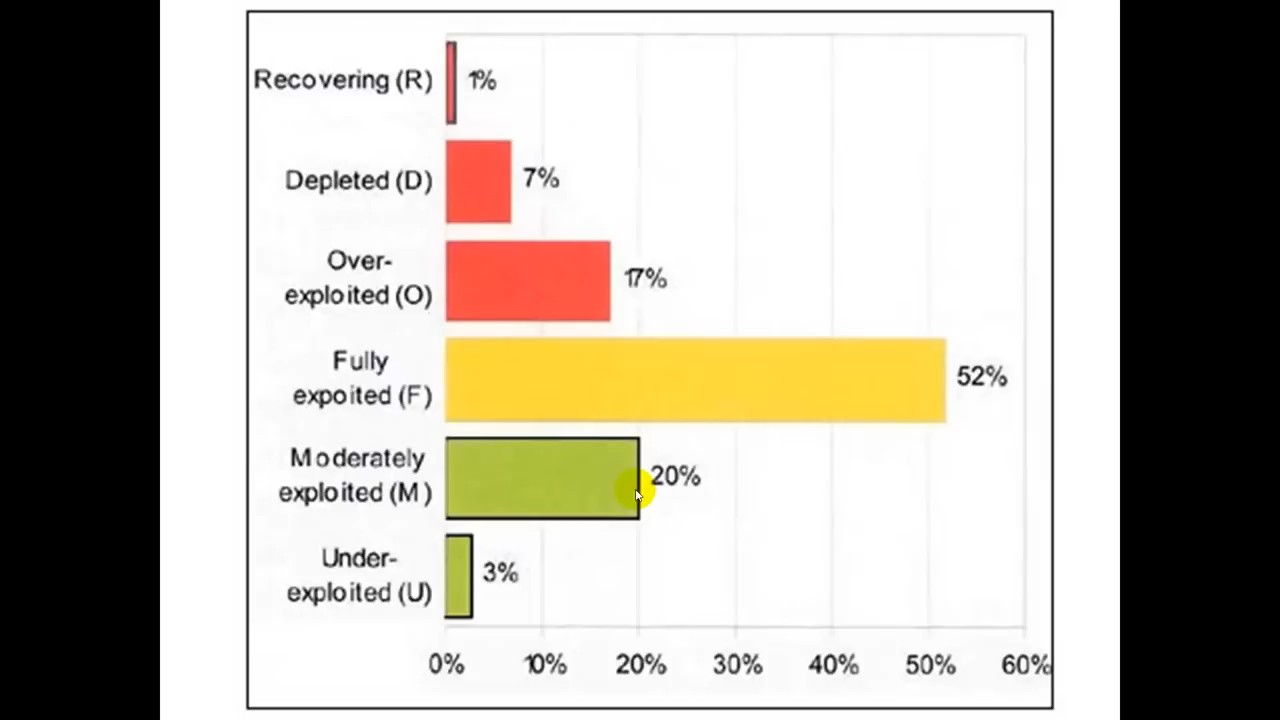 Recovering (R)
1%
Depleted (D)
7%
Over-
exploited (O)
17%
Fully
expoited (F)
52%
Moderately
exploited (M)
20%
Under-
exploited (U)
3%
0% 10% 20% 30% 40% 50% 60%